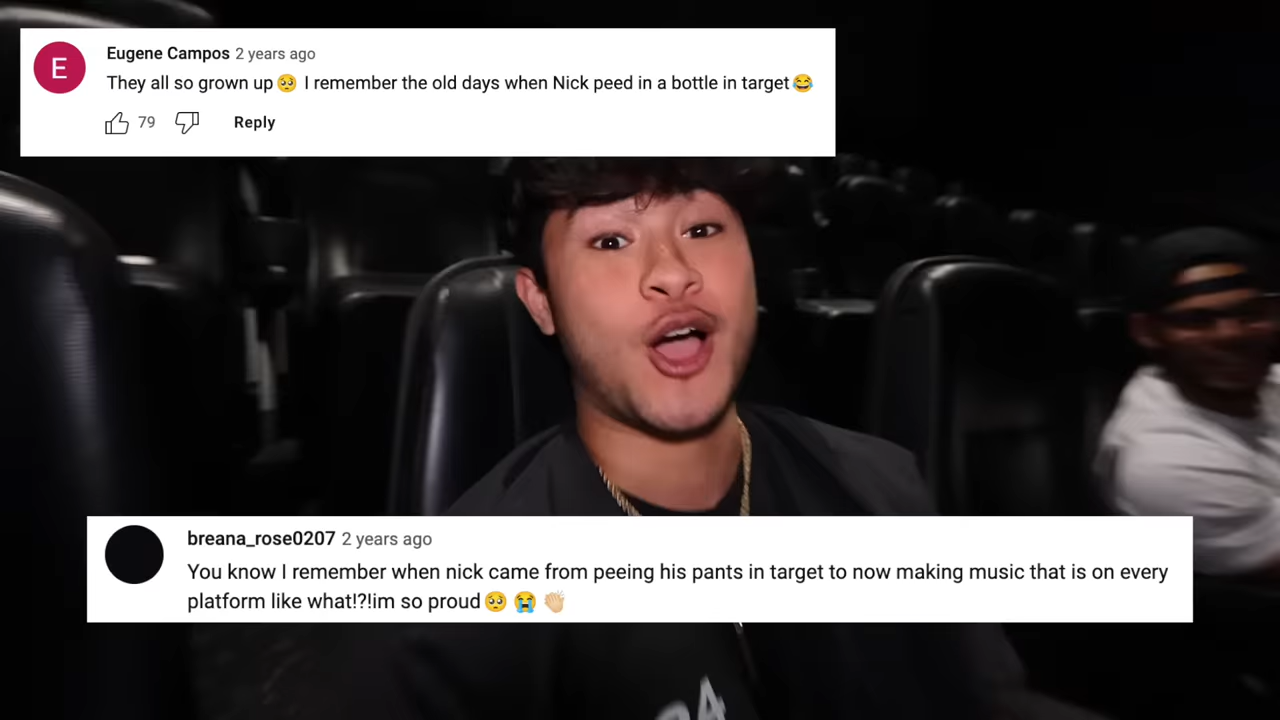 E
Eugene Campos 2 years ago
They all so grown up🥺 I remember the old days when Nick peed in a bottle in target😂
79 Reply
breana_rose0207 2 years ago
You know I remember when nick came from peeing his pants in target to now making music that is on every
platform like what!?!im so proud🥺 😭 👏🏼